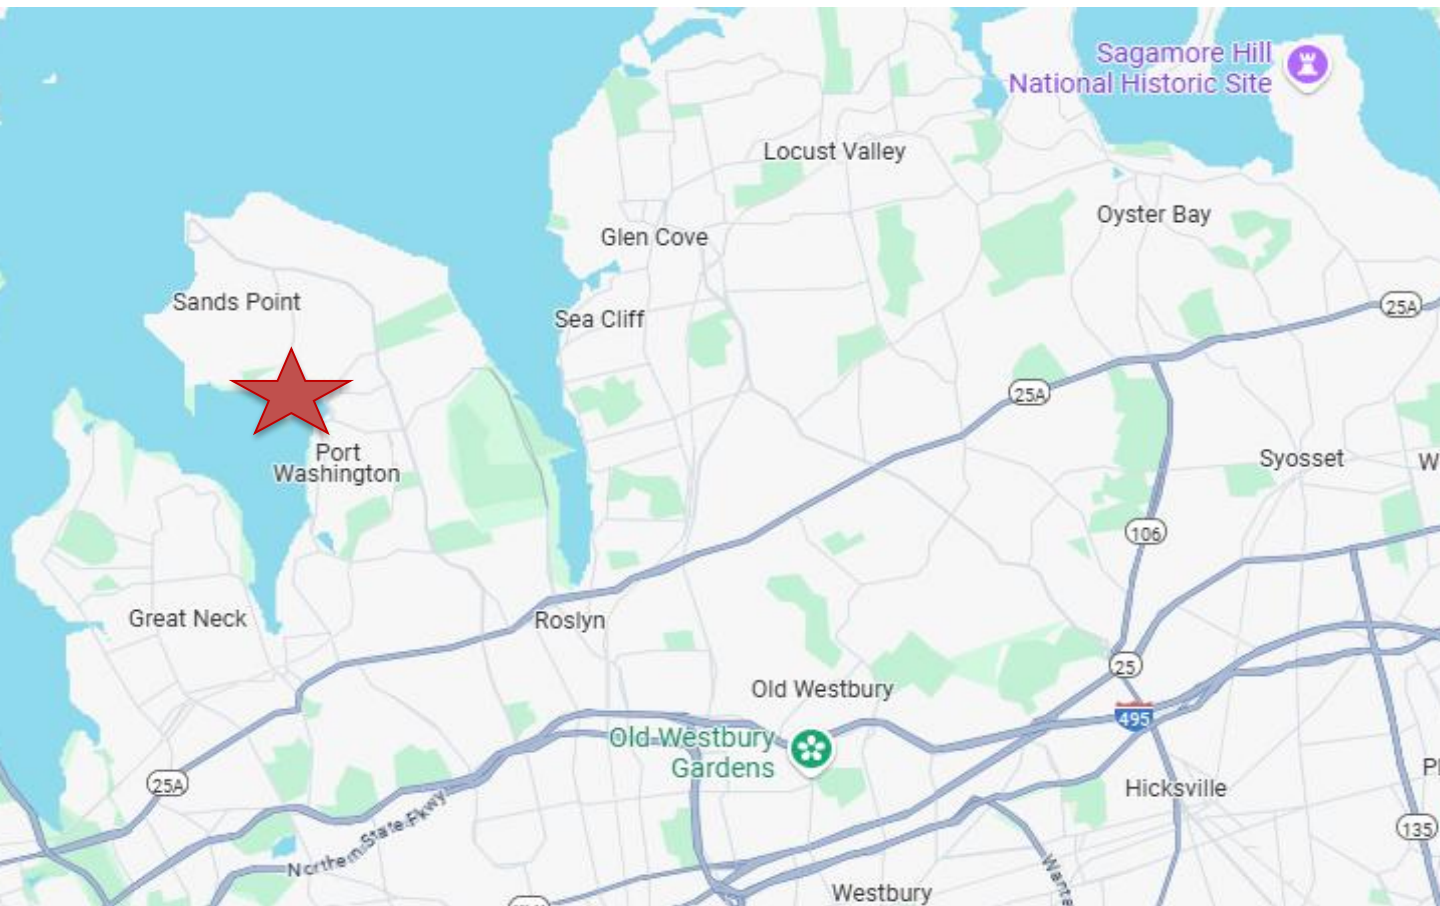 Sagamore Hill
National Historic Site
Locust Valley
Oyster Bay
Glen Cove
Sands Point
25A
Sea Cliff
25A
Port
Washington
Syosset
W
106
Great Neck
Roslyn
25
Old Westbury
495
Old Westbury
Gardens
25A
Hicksville
Pl
135
Northern State Pkwy
Wanta
Westbury